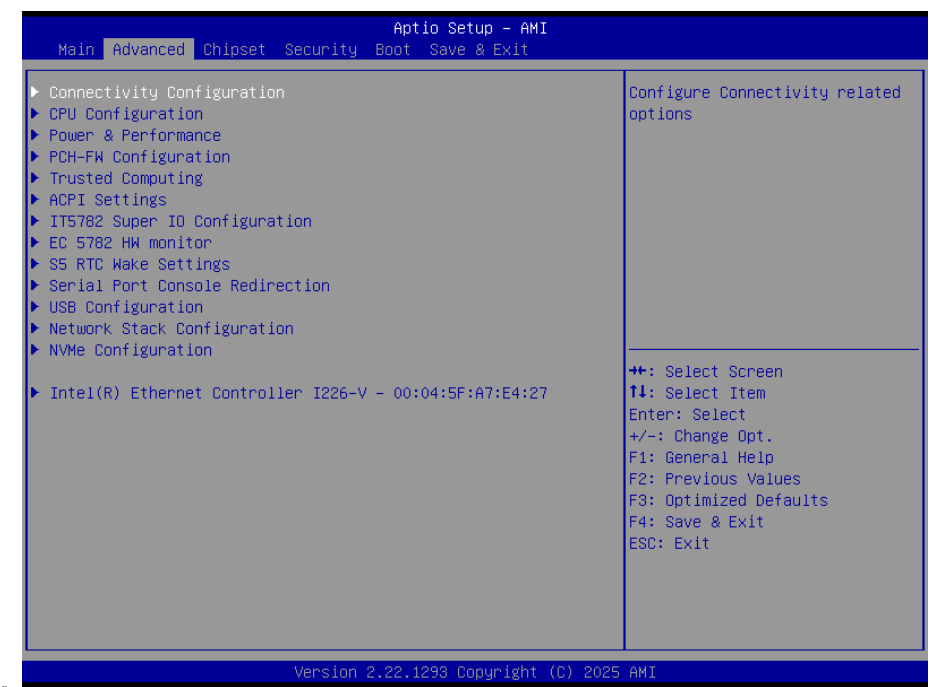 Aptio Setup - AMI
Main Advanced Chipset Security Boot Save & Exit
Connectivity Configuration
CPU Configuration
Power & Performance
PCH-FW Configuration
Trusted Computing
ACPI Settings
IT5782 Super IO Configuration
EC 5782 HW monitor
S5 RTC Wake Settings
Serial Port Console Redirection
USB Configuration
Network Stack Configuration
NVMe Configuration
Intel(R) Ethernet Controller I226-V - 00:04:5F:A7:E4:27
Configure Connectivity related
options
→←: Select Screen
↑↓: Select Item
Enter: Select
+/-: Change Opt.
F1: General Help
F2: Previous Values
F3: Optimized Defaults
F4: Save & Exit
ESC: Exit
Version 2.22.1293 Copyright (C) 2025 AMI